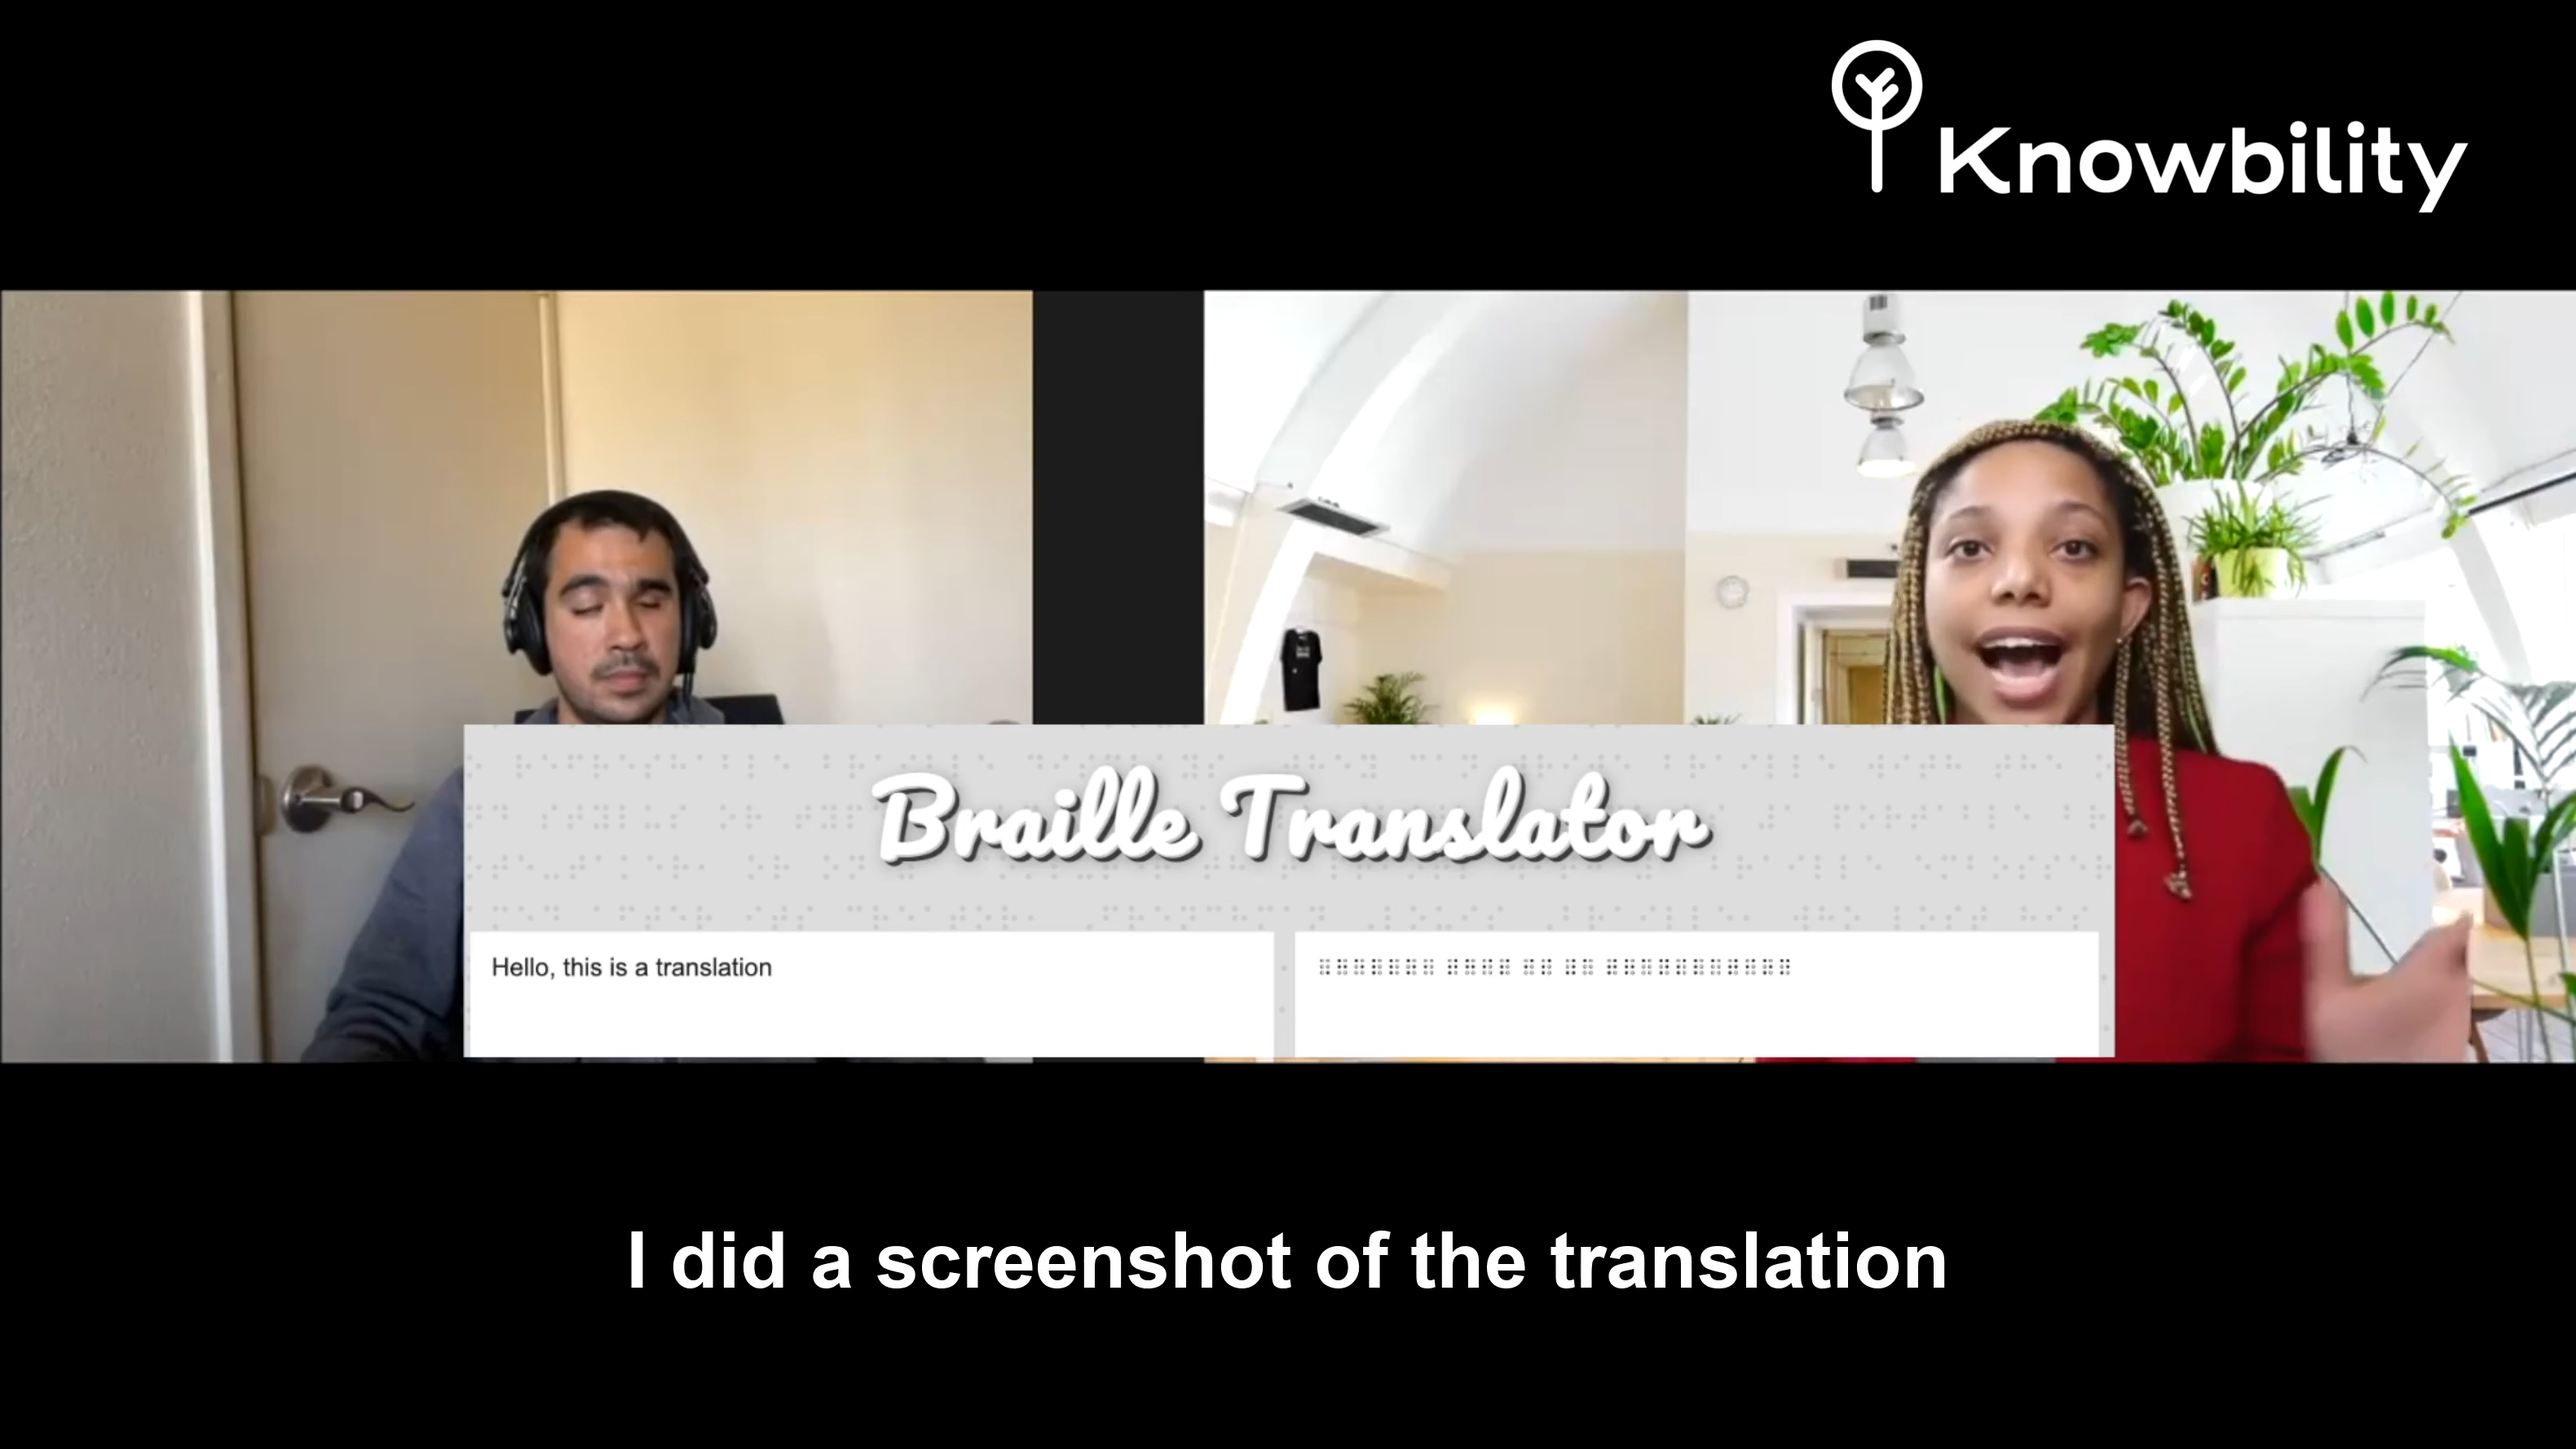 Knowbility
Braille Translator
Hello, this is a translation
I did a screenshot of the translation